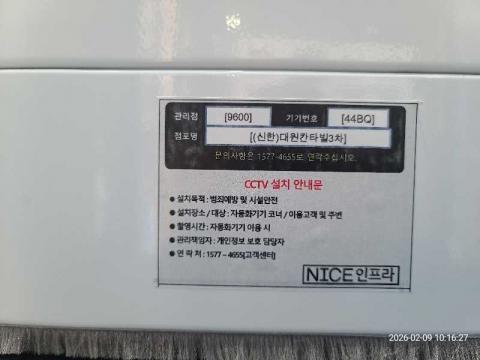 관리점 [9600] 기기번호 [44BQ]
점포명 [(신한)대원칸타빌3차]
문의사항은 1577-4655로 연락주십시오.
CCTV 설치 안내문
● 설치목적 : 범죄예방 및 시설안전
● 설치장소 / 대상 : 자동화기기 코너 / 이용고객 및 주변
● 촬영시간 : 자동화기기 이용 시
● 관리책임자 : 개인정보 보호 담당자
● 연 락 처 : 1577 - 4655[고객센터]
NICE인프라
2026-02-09 10:16:27